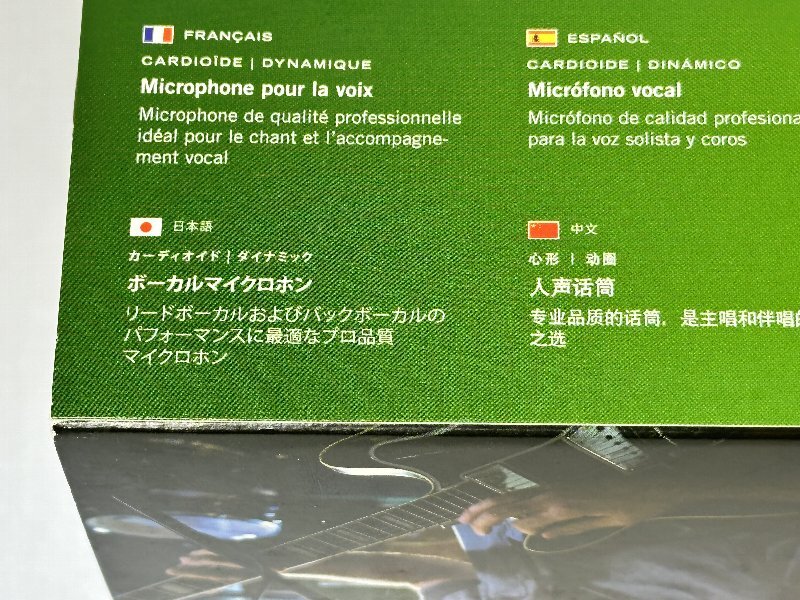 FRANÇAIS
CARDIOÏDE | DYNAMIQUE
Microphone pour la voix
Microphone de qualité professionnelle
idéal pour le chant et l'accompagne-
ment vocal
ESPAÑOL
CARDIOIDE | DINÁMICO
Micrófono vocal
Micrófono de calidad profesiona
para la voz solista y coros
日本語
カーディオイド | ダイナミック
ボーカルマイクロホン
リードボーカルおよびバックボーカルの
パフォーマンスに最適なプロ品質
マイクロホン
中文
心形 | 动圈
人声话筒
专业品质的话筒，是主唱和伴唱的
之选